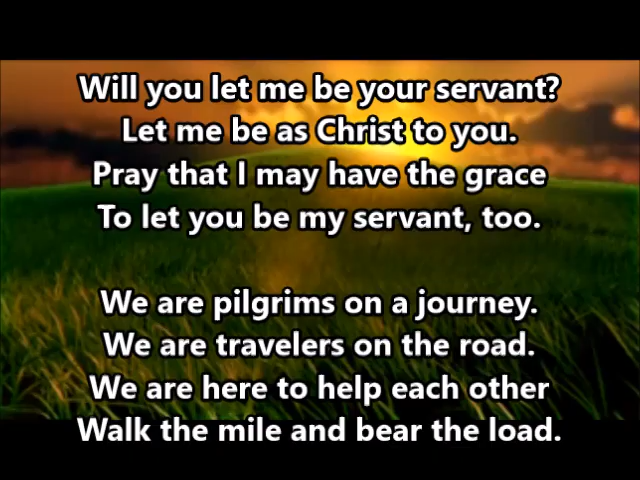 Will you let me be your servant?
Let me be as Christ to you.
Pray that I may have the grace
To let you be my servant, too.
We are pilgrims on a journey.
We are travelers on the road.
We are here to help each other
Walk the mile and bear the load.